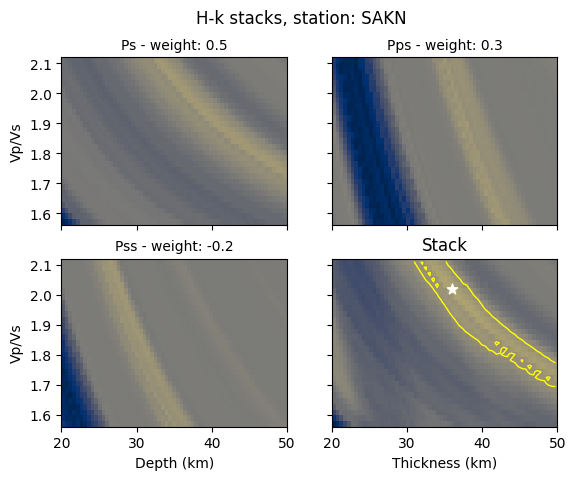 H-k stacks, station: SAKN
Ps - weight: 0.5
Pps - weight: 0.3
2.1
2.0
1.9
1.8
1.7
1.6
Vp/Vs
Pss - weight: -0.2
Stack
2.1
2.0
1.9
1.8
1.7
1.6
Vp/Vs
20 30 40 50
20 30 40 50
Depth (km)
Thickness (km)